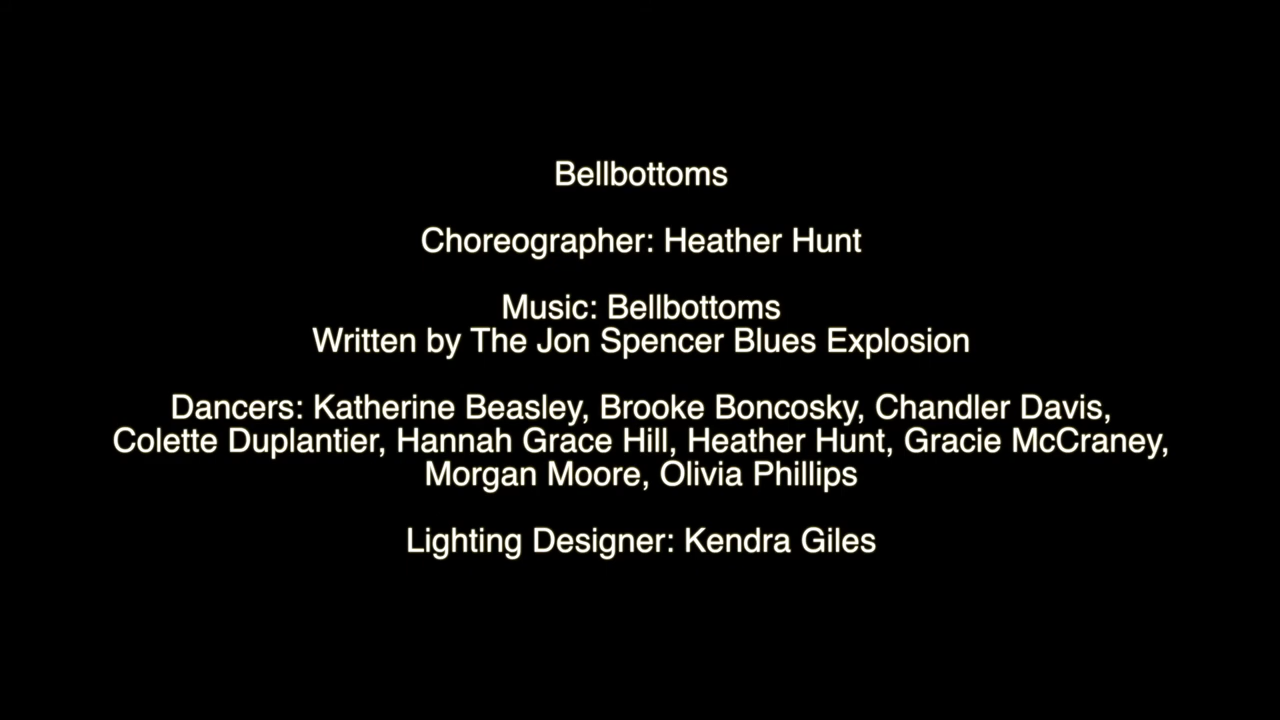 Bellbottoms
Choreographer: Heather Hunt
Music: Bellbottoms
Written by The Jon Spencer Blues Explosion
Dancers: Katherine Beasley, Brooke Boncosky, Chandler Davis,
Colette Duplantier, Hannah Grace Hill, Heather Hunt, Gracie McCraney,
Morgan Moore, Olivia Phillips
Lighting Designer: Kendra Giles